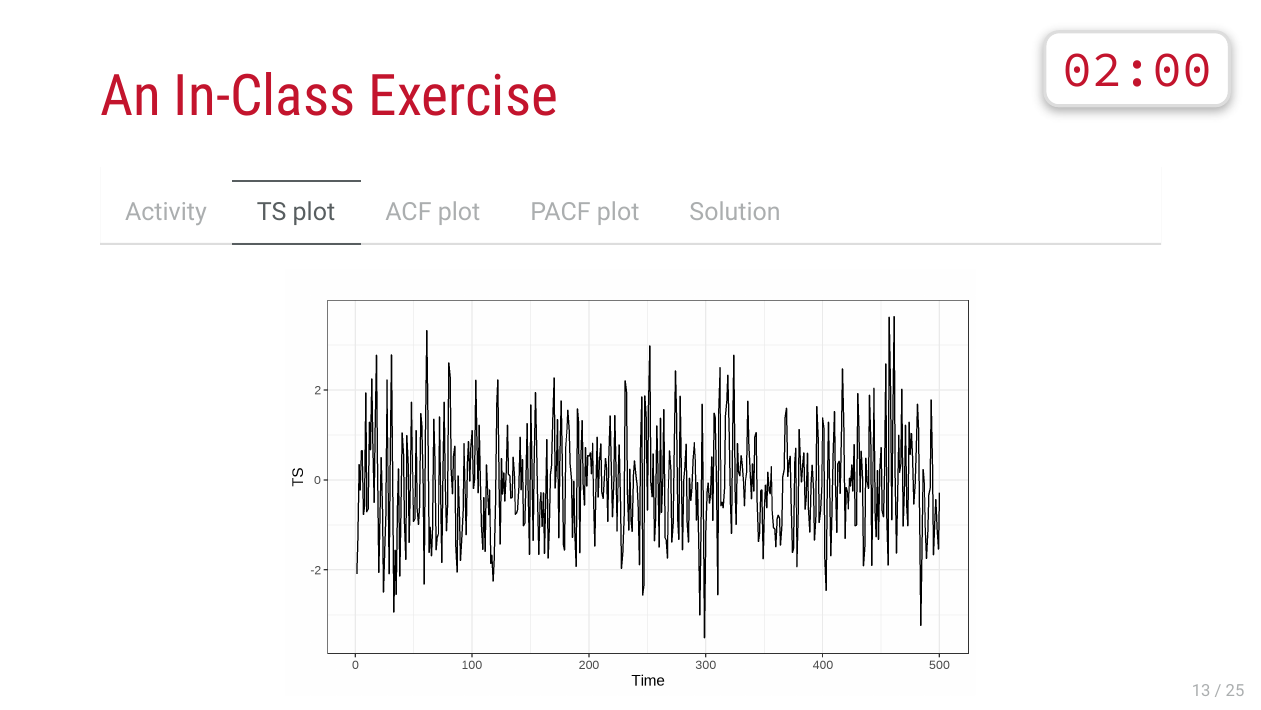 02:00
An In-Class Exercise
Activity TS plot ACF plot PACF plot Solution
2
0
-2
TS
0 100 200 300 400 500
Time
13 / 25